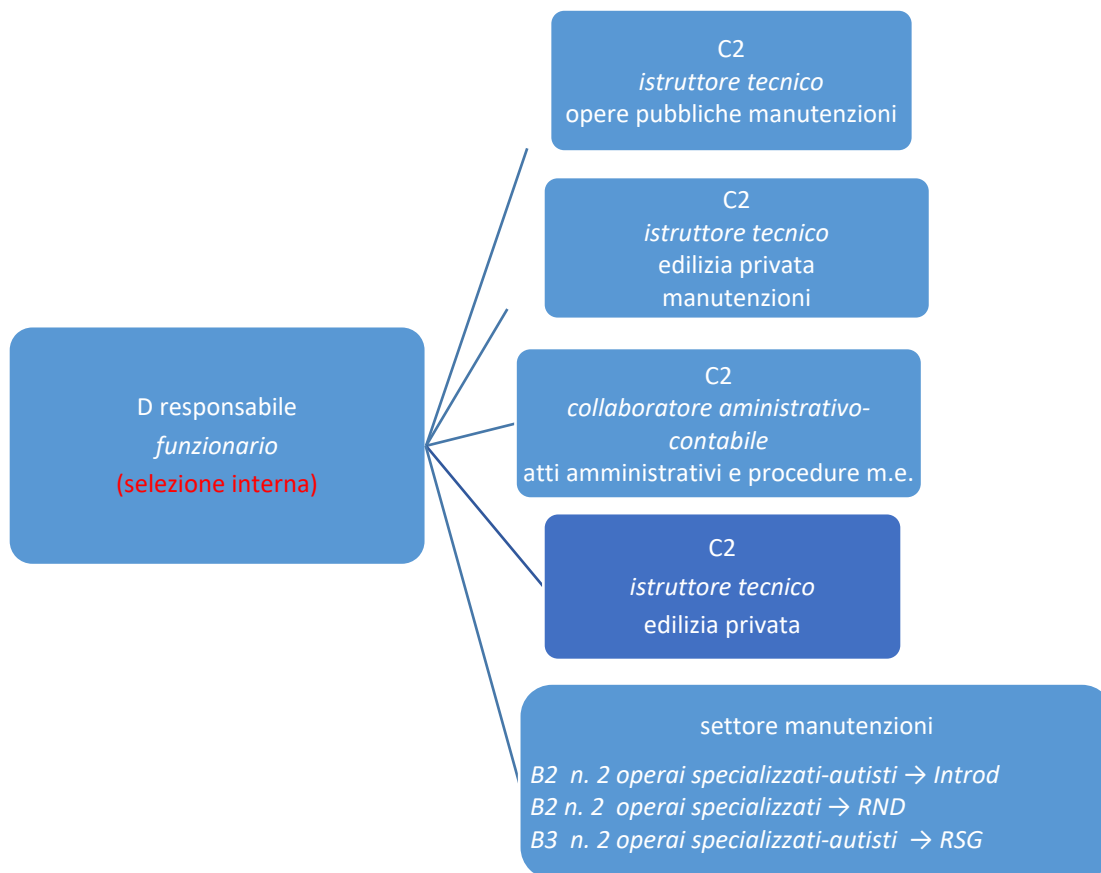 C2
istruttore tecnico
opere pubbliche manutenzioni
C2
istruttore tecnico
edilizia privata
manutenzioni
D responsabile
funzionario
(selezione interna)
C2
collaboratore aministrativo-
contabile
atti amministrativi e procedure m.e.
C2
istruttore tecnico
edilizia privata
settore manutenzioni
B2 n. 2 operai specializzati-autisti → Introd
B2 n. 2 operai specializzati → RND
B3 n. 2 operai specializzati-autisti → RSG